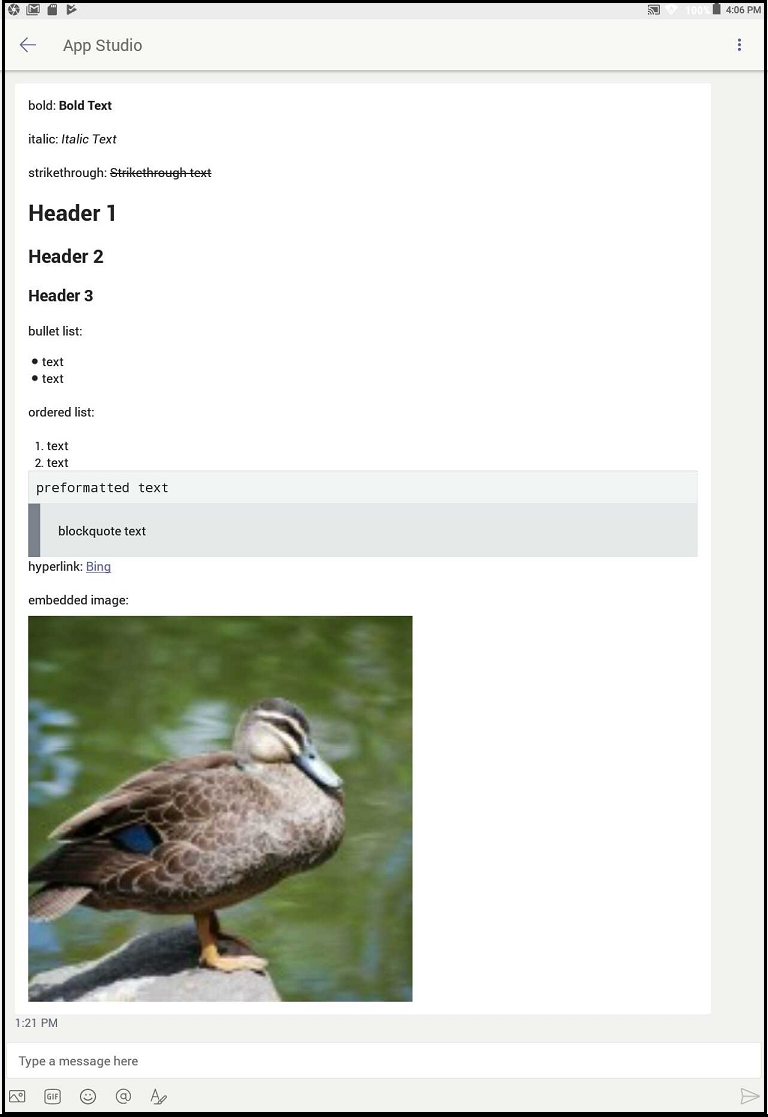 100% 4:06 PM
App Studio
bold: Bold Text
italic: Italic Text
strikethrough: Strikethrough text
Header 1
Header 2
Header 3
bullet list:
• text
• text
ordered list:
1. text
2. text
preformatted text
blockquote text
hyperlink: Bing
embedded image:
1:21 PM
Type a message here
GIF